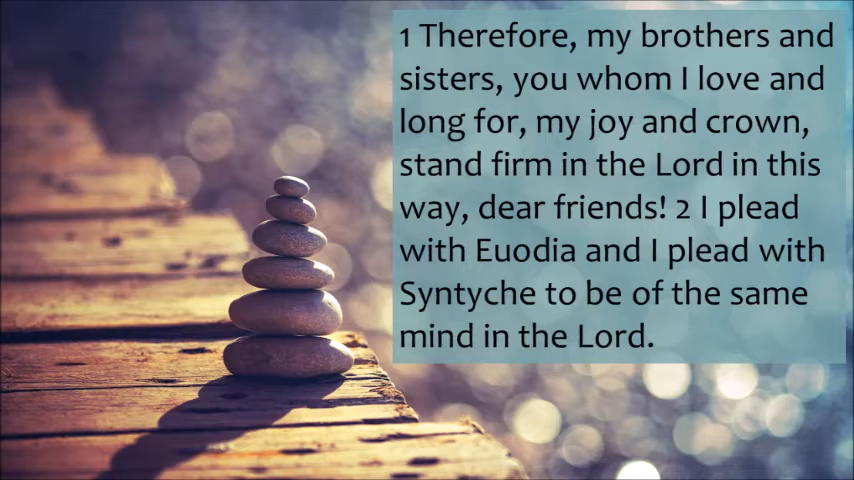 1 Therefore, my brothers and
sisters, you whom I love and
long for, my joy and crown,
stand firm in the Lord in this
way, dear friends! 2 I plead
with Euodia and I plead with
Syntyche to be of the same
mind in the Lord.